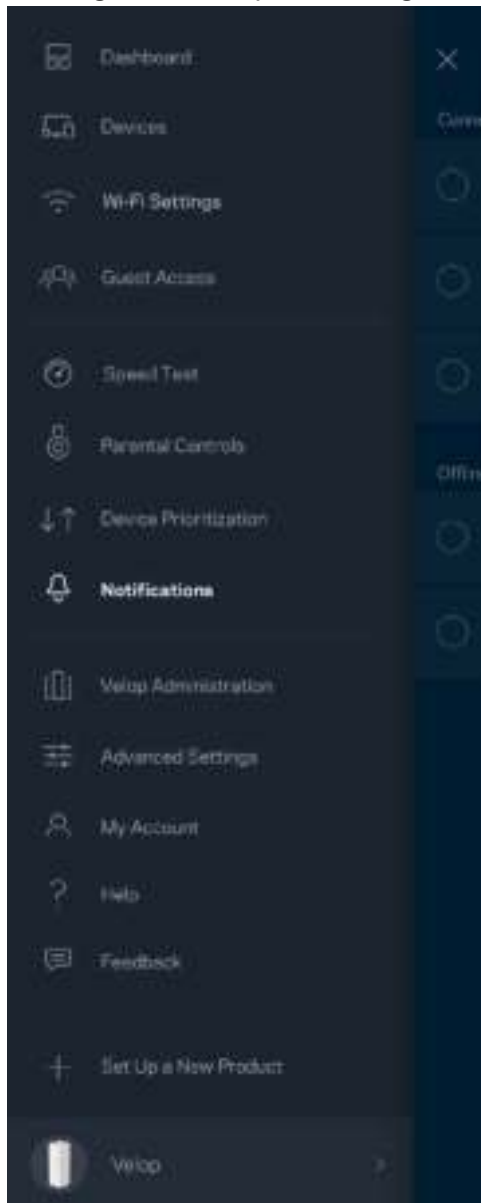 Dashboard
Devices
Wi-Fi Settings
Guest Access
Speed Test
Parental Controls
Device Prioritization
Notifications
Velop Administration
Advanced Settings
My Account
Help
Feedback
Set Up a New Product
Velop